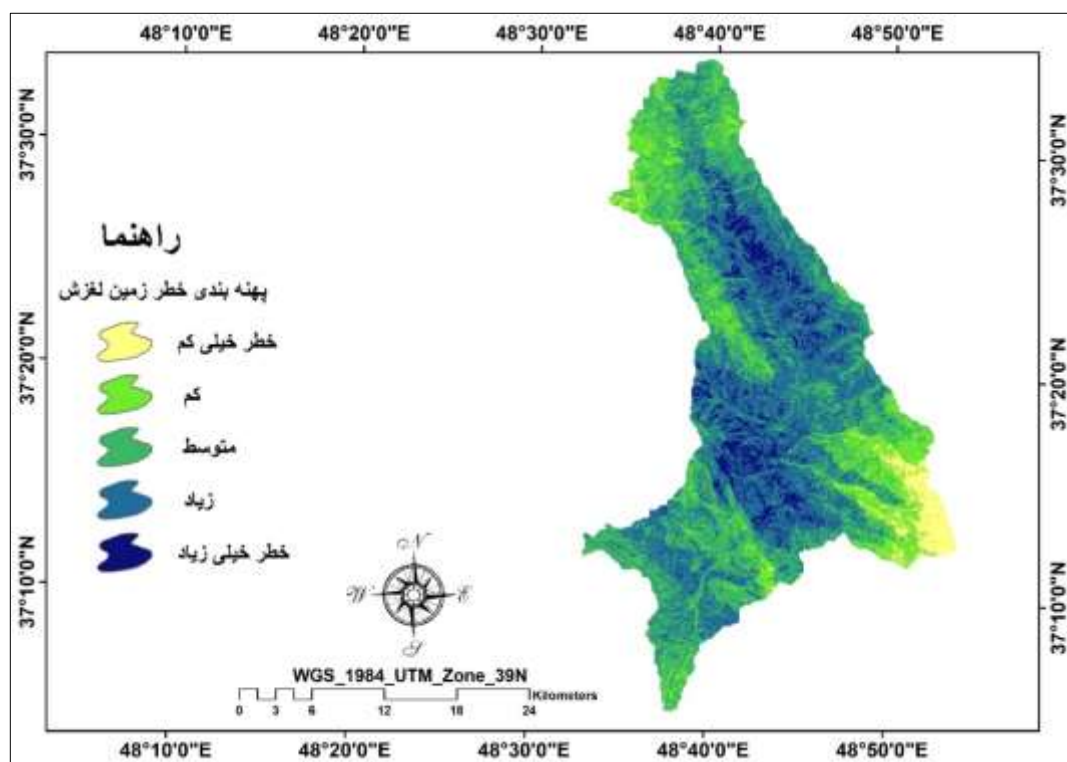 48°10'0"E 48°20'0"E 48°30'0"E 48°40'0"E 48°50'0"E
37°30'0"N
37°30'0"N
راهنما
پهنه بندی خطر زمین لغزش
خطر خیلی کم
کم
متوسط
زیاد
خطر خیلی زیاد
37°20'0"N
37°20'0"N
37°10'0"N
37°10'0"N
N
W E
S
WGS_1984_UTM_Zone_39N
Kilometers
0 3 6 12 18 24
48°10'0"E 48°20'0"E 48°30'0"E 48°40'0"E 48°50'0"E